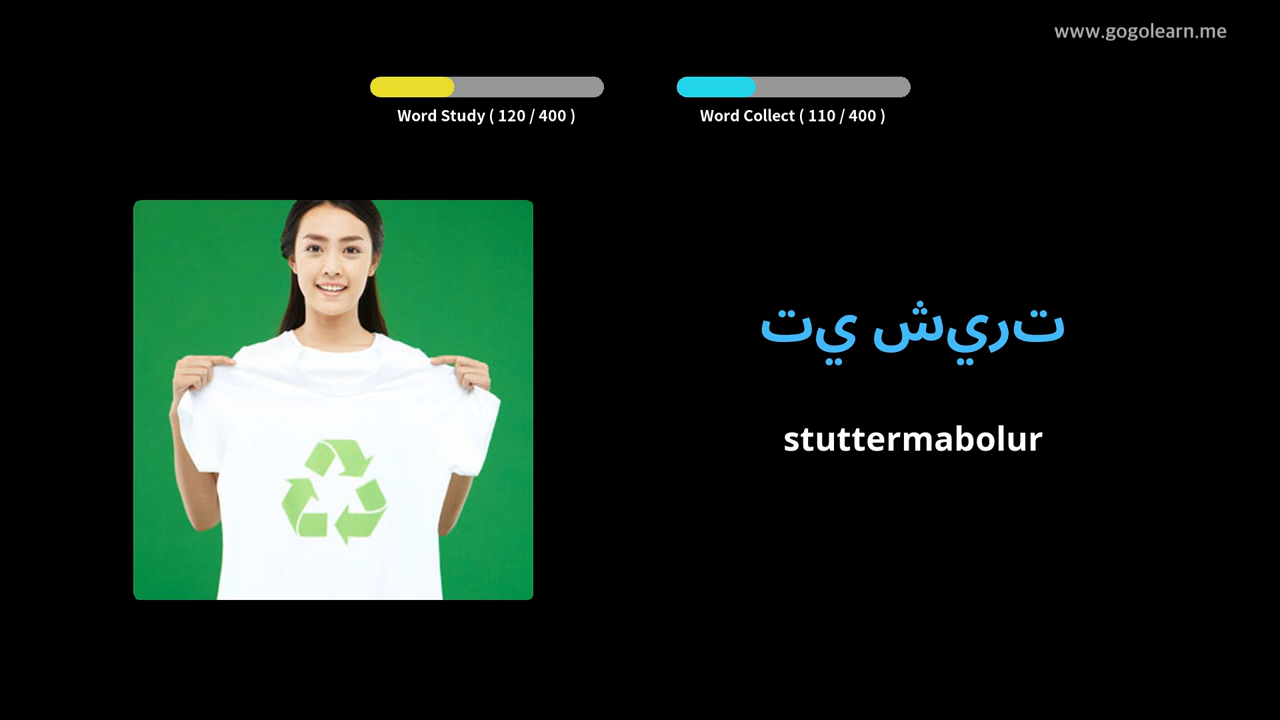 www.gogolearn.me
Word Study ( 120 / 400 )
Word Collect ( 110 / 400 )
تي شيرت
stuttermabolur